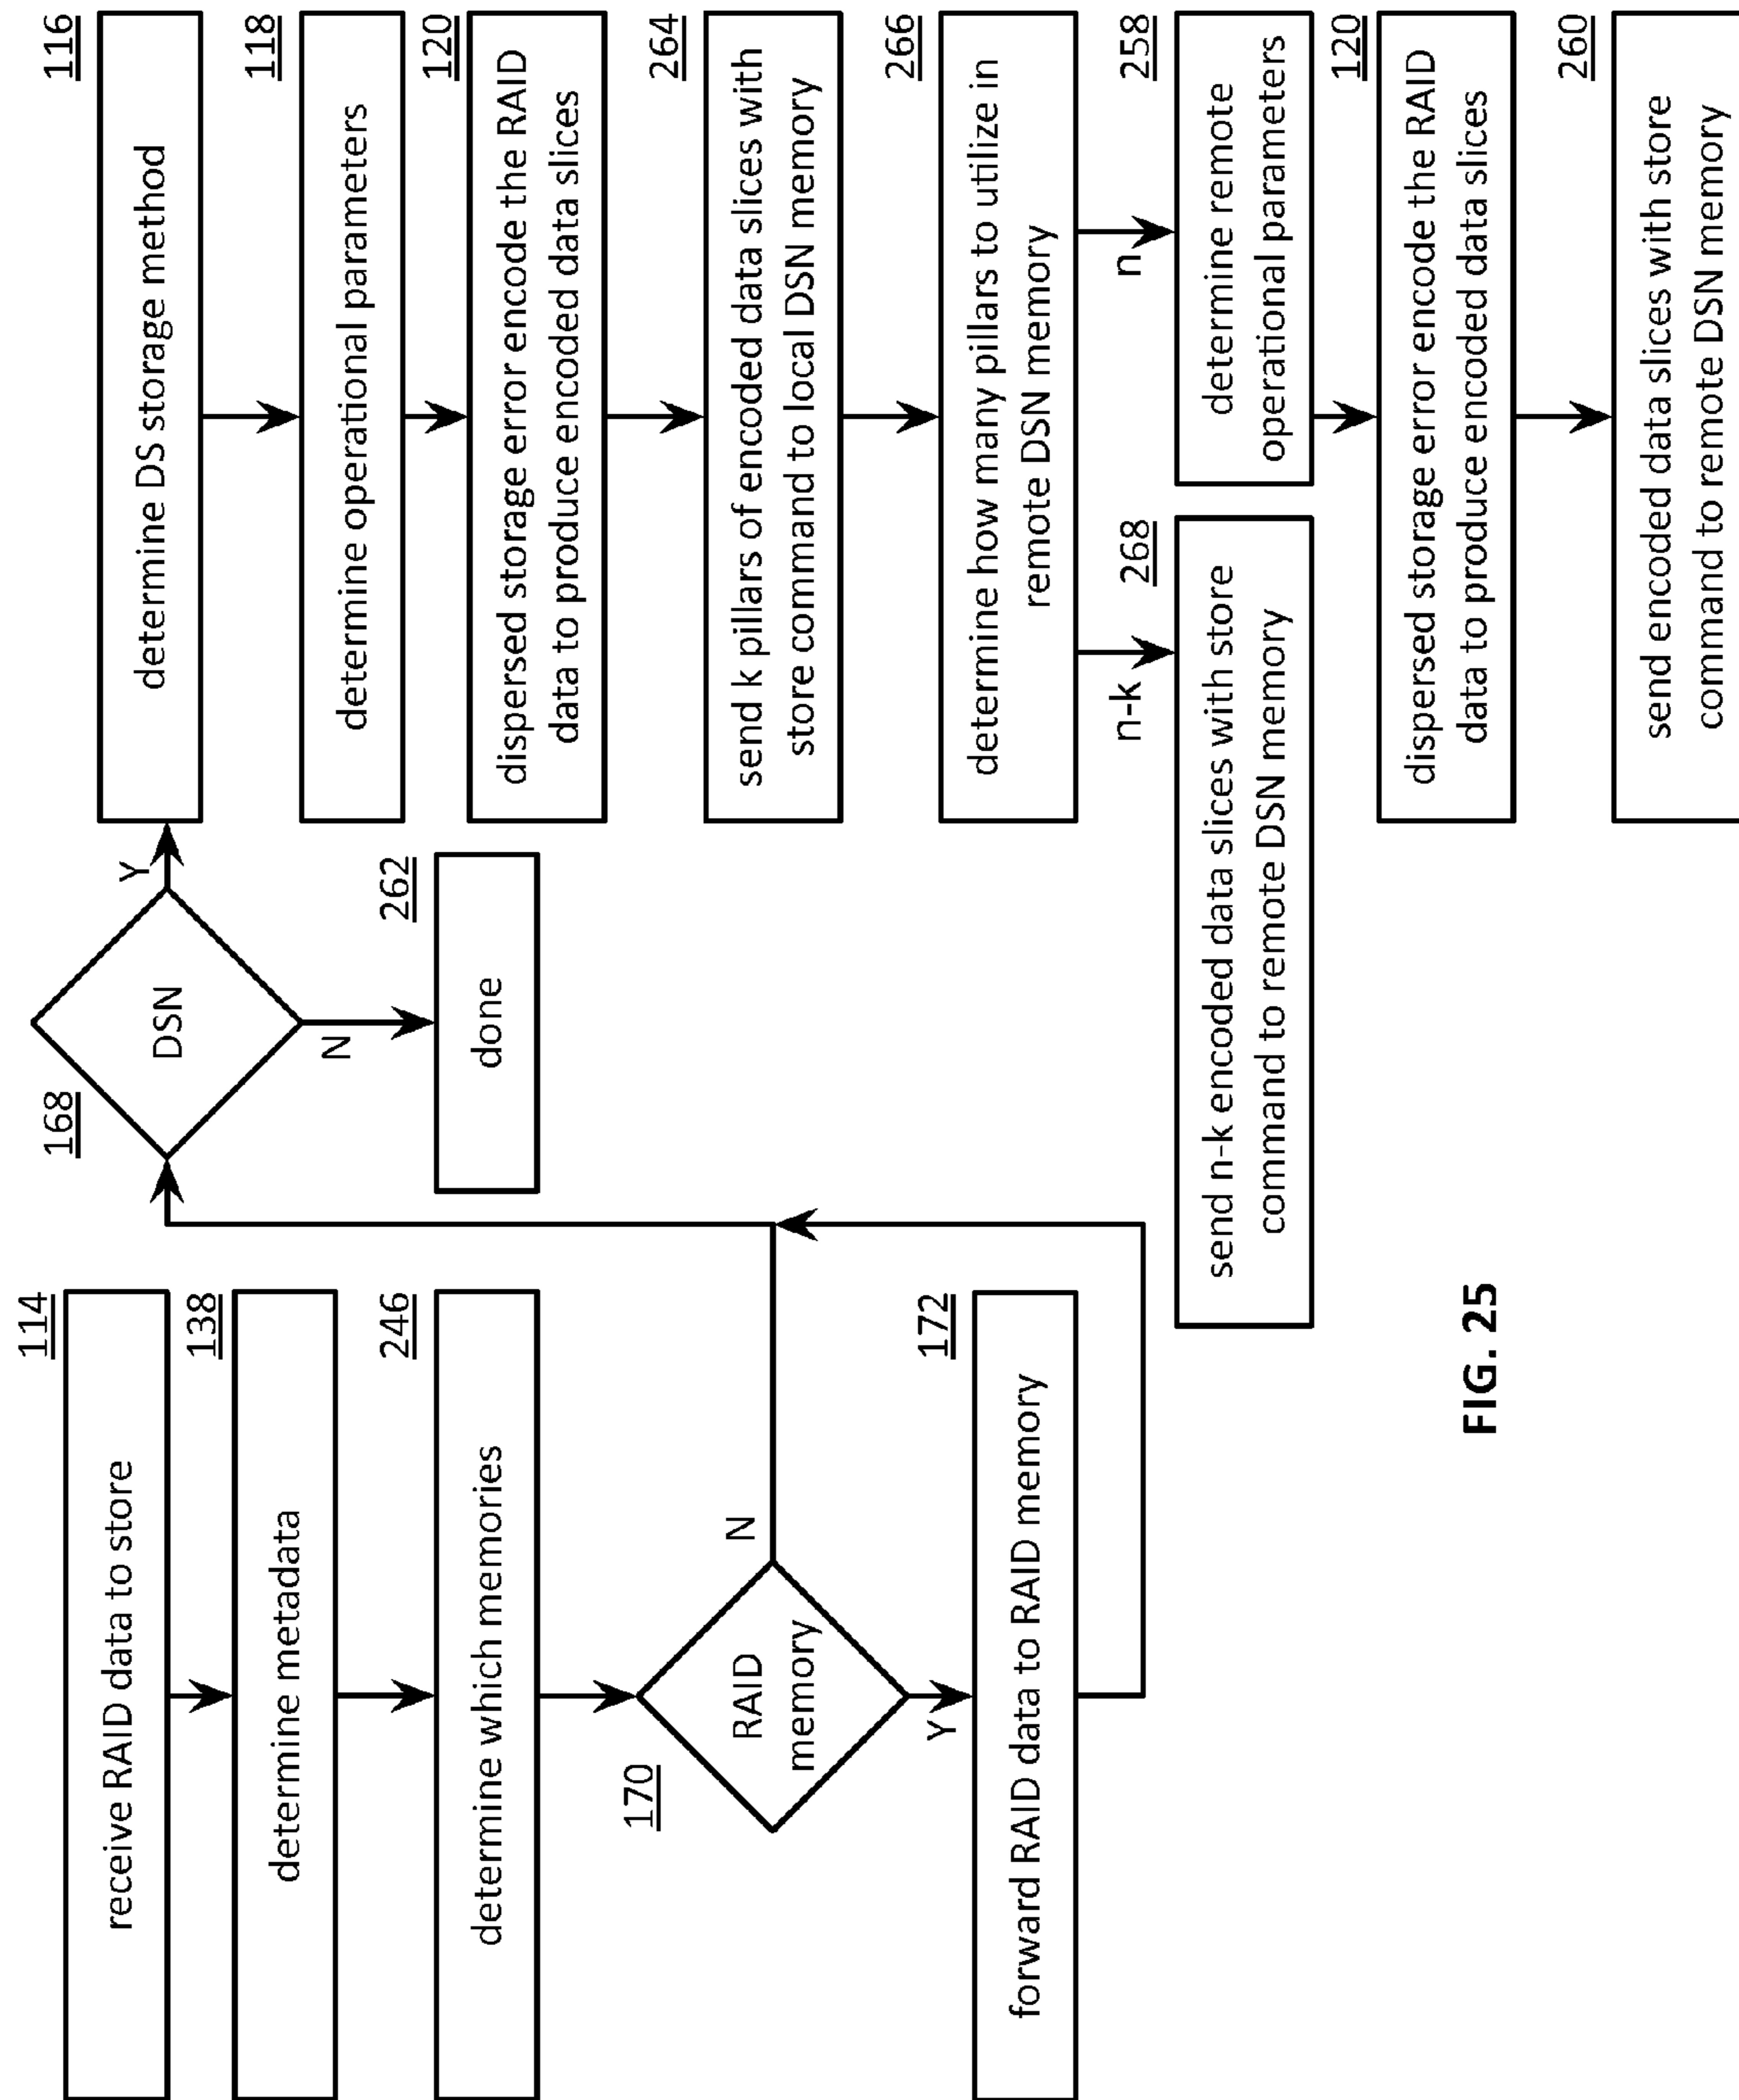 114
receive RAID data to store
138
determine metadata
246
determine which memories
170
RAID
memory
N
Y
172
forward RAID data to RAID memory
168
DSN
Y
N
262
done
116
determine DS storage method
118
determine operational parameters
120
dispersed storage error encode the RAID
data to produce encoded data slices
264
send k pillars of encoded data slices with
store command to local DSN memory
266
determine how many pillars to utilize in
remote DSN memory
n-k
n
268
send n-k encoded data slices with store
command to remote DSN memory
258
determine remote
operational parameters
120
dispersed storage error encode the RAID
data to produce encoded data slices
260
send encoded data slices with store
command to remote DSN memory
FIG. 25